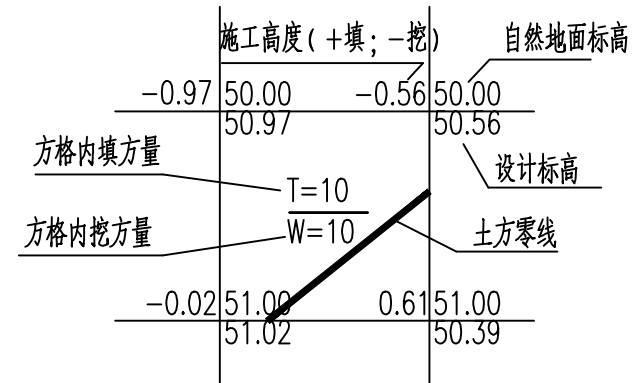 施工高度(+填;-挖)
自然地面标高
-0.97 50.00 -0.56 50.00
50.97 50.56
方格内填方量
设计标高
T=10
方格内挖方量
W=10
土方零线
-0.02 51.00 0.61 51.00
51.02 50.39